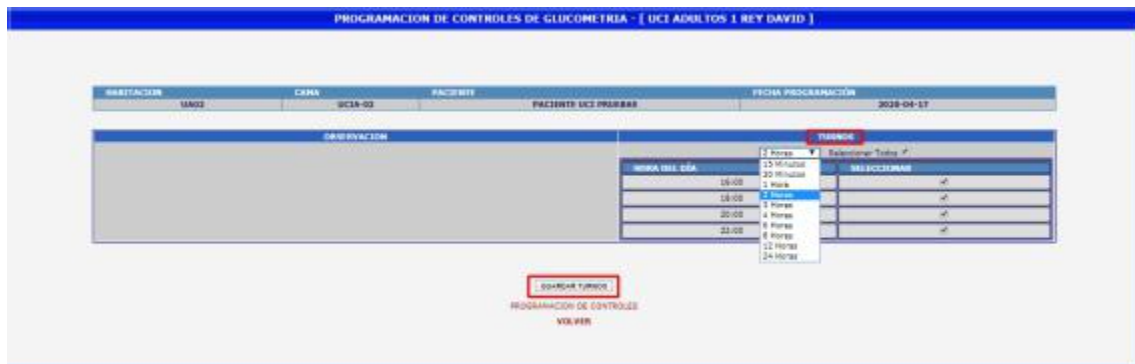 PROGRAMACION DE CONTROLES DE GLUCOMETRIA - [ UCI ADULTOS 1 REY DAVID ]
HABITACION CAMA PACIENTE FECHA PROGRAMACIÓN
UA02 UCIA-02 PACIENTE UCI PRUEBAS 2020-04-17
OBSERVACION TURNOS
2 Horas Seleccionar Todos
HORA DEL DÍA SELECCIONAR
15 Minutos
30 Minutos
1 Hora
2 Horas
3 Horas
4 Horas
6 Horas
8 Horas
12 Horas
24 Horas
16:00
18:00
20:00
22:00
GUARDAR TURNOS
PROGRAMACION DE CONTROLES
VOLVER